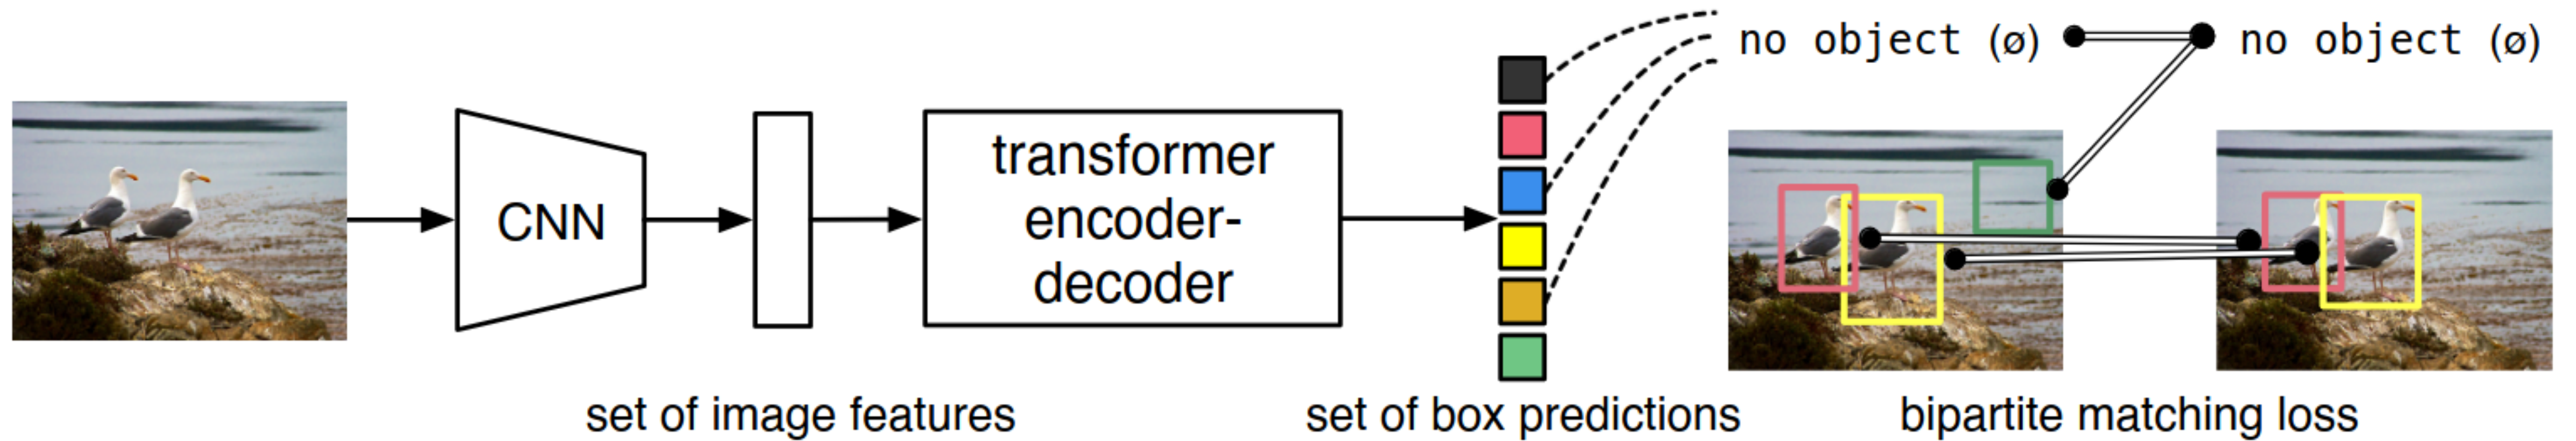 CNN
transformer
encoder-
decoder
no object (ø)
no object (ø)
set of image features
set of box predictions
bipartite matching loss